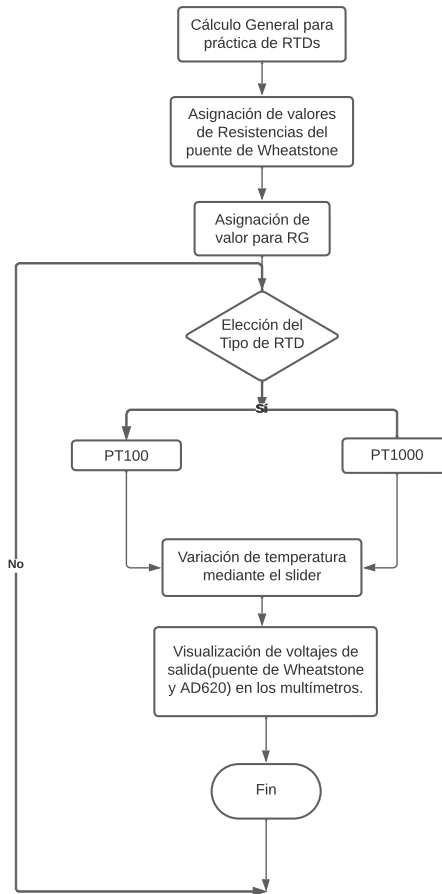 Cálculo General para
práctica de RTDs
Asignación de valores
de Resistencias del
puente de Wheatstone
Asignación de
valor para RG
Elección del
Tipo de RTD
Sí
PT100
PT1000
No
Variación de temperatura
mediante el slider
Visualización de voltajes de
salida(puente de Wheatstone
y AD620) en los multímetros.
Fin